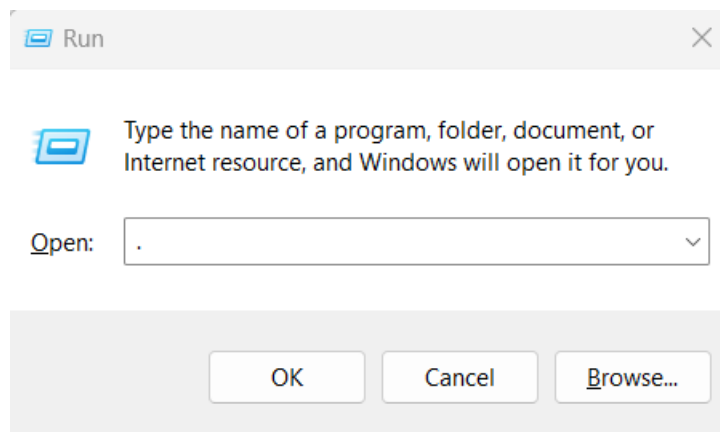 Run
Type the name of a program, folder, document, or
Internet resource, and Windows will open it for you.
Open: .
OK Cancel Browse...